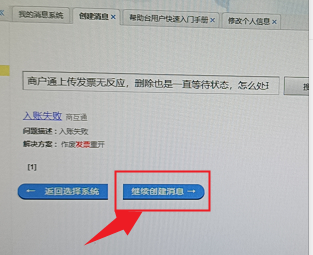 我的消息系统 创建消息 帮助台用户快速入门手册 修改个人信息
商户通上传发票无反应，删除也是一直等待状态，怎么处理
入账失败 商互通
问题描述：入账失败
解决方案：作废发票重开
[1]
← 返回选择系统 继续创建消息 →